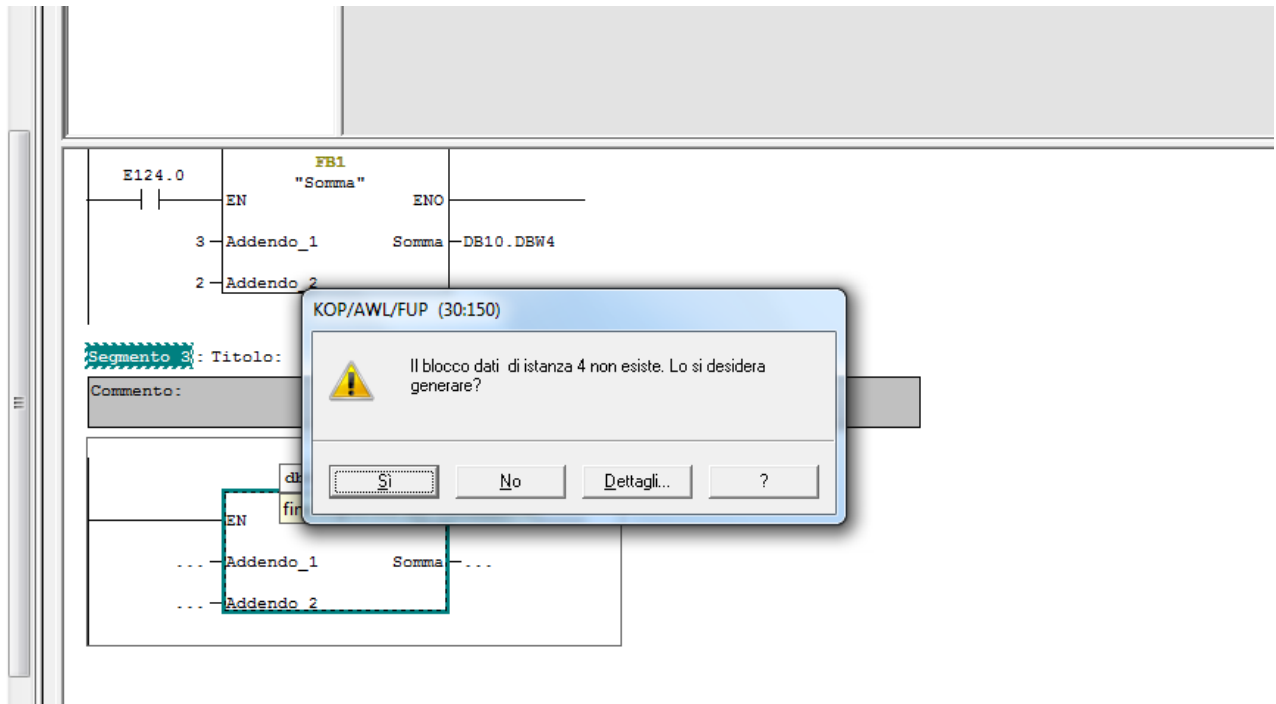 FB1
E124.0
"Somma"
EN ENO
3 Addendo_1 Somma DB10.DBW4
2 Addendo_2
KOP/AWL/FUP (30:150)
Il blocco dati di istanza 4 non esiste. Lo si desidera
generare?
Sì No Dettagli... ?
Segmento 3 : Titolo:
Commento:
EN
... Addendo_1 Somma ...
... Addendo_2